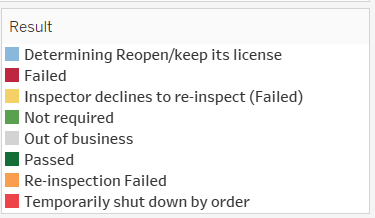 Result
Determining Reopen/keep its license
Failed
Inspector declines to re-inspect (Failed)
Not required
Out of business
Passed
Re-inspection Failed
Temporarily shut down by order